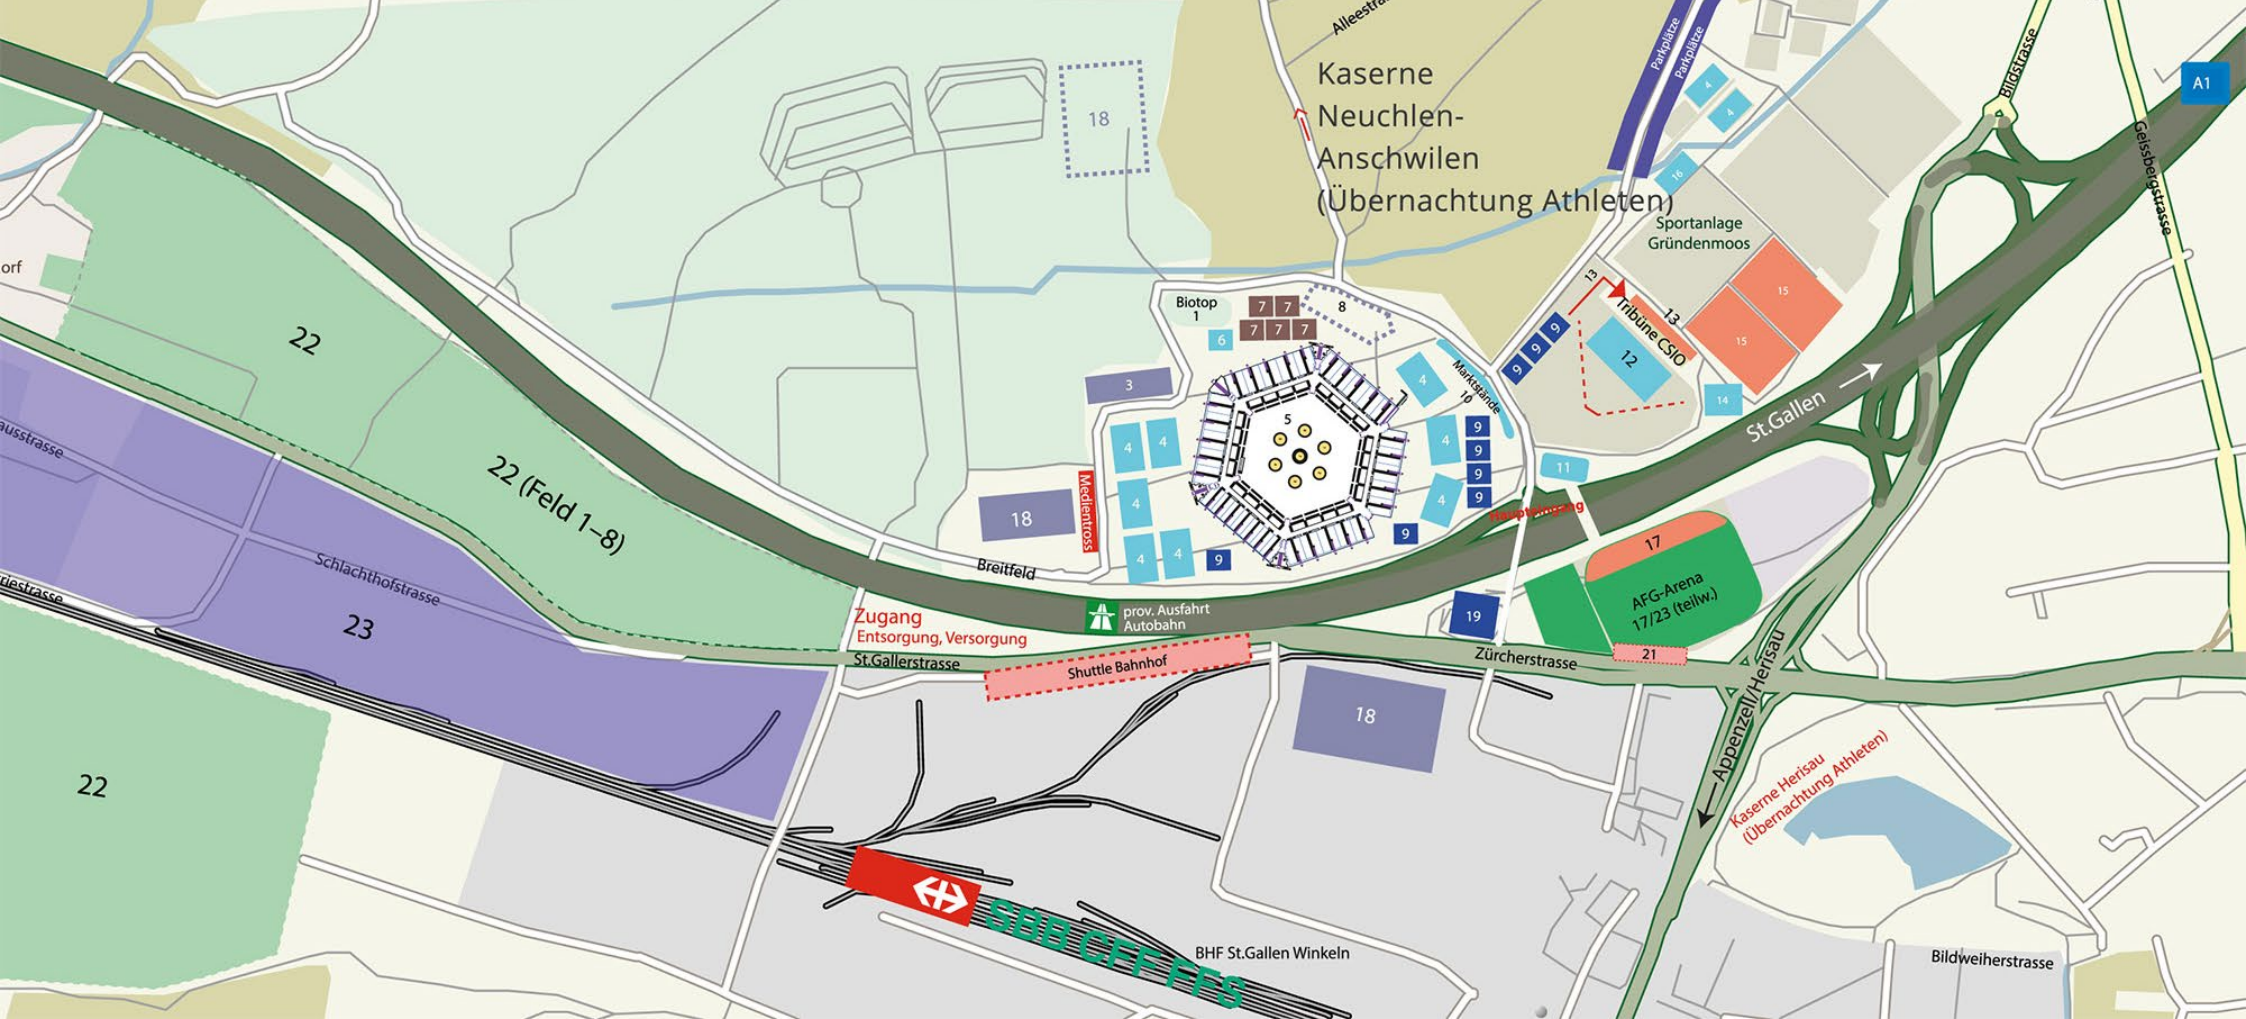 Alleestra
Kaserne
Neuchlen-
Anschwilen
(Übernachtung Athleten)
Parkplätze
Parkplätze
4
4
16
Bildstrasse
A1
Geissbergstrasse
18
Sportanlage
Gründenmoos
15
15
13
13
Tribüne CSIO
12
14
9
9
9
Biotop
1
7
7
7
7
7
8
6
3
5
4
4
4
4
4
4
4
4
Marktstände
10
9
9
9
9
9
9
11
Haupteingang
St.Gallen
orf
22
22 (Feld 1–8)
18
Medientross
Breitfeld
prov. Ausfahrt
Autobahn
17
AFG-Arena
17/23 (teilw.)
19
21
Zugang
Entsorgung, Versorgung
St.Gallerstrasse
Shuttle Bahnhof
Zürcherstrasse
ausstrasse
Schlachthofstrasse
23
riestrasse
18
22
Appenzell/Herisau
Kaserne Herisau
(Übernachtung Athleten)
SBB CFF FFS
BHF St.Gallen Winkeln
Bildweiherstrasse